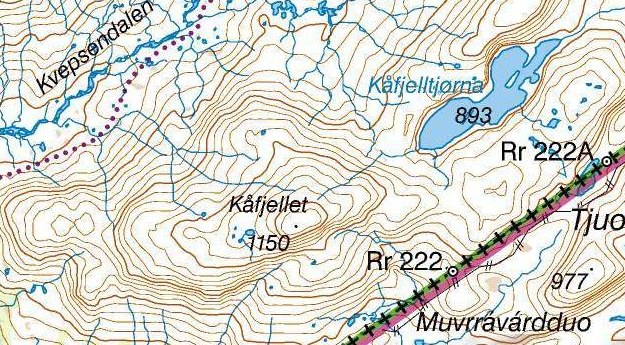 Kvepsendalen
Kåfjelltjørna
893
Rr 222A
Kåfjellet
1150
Tjuo
Rr 222
977
Muvrrávárdduo